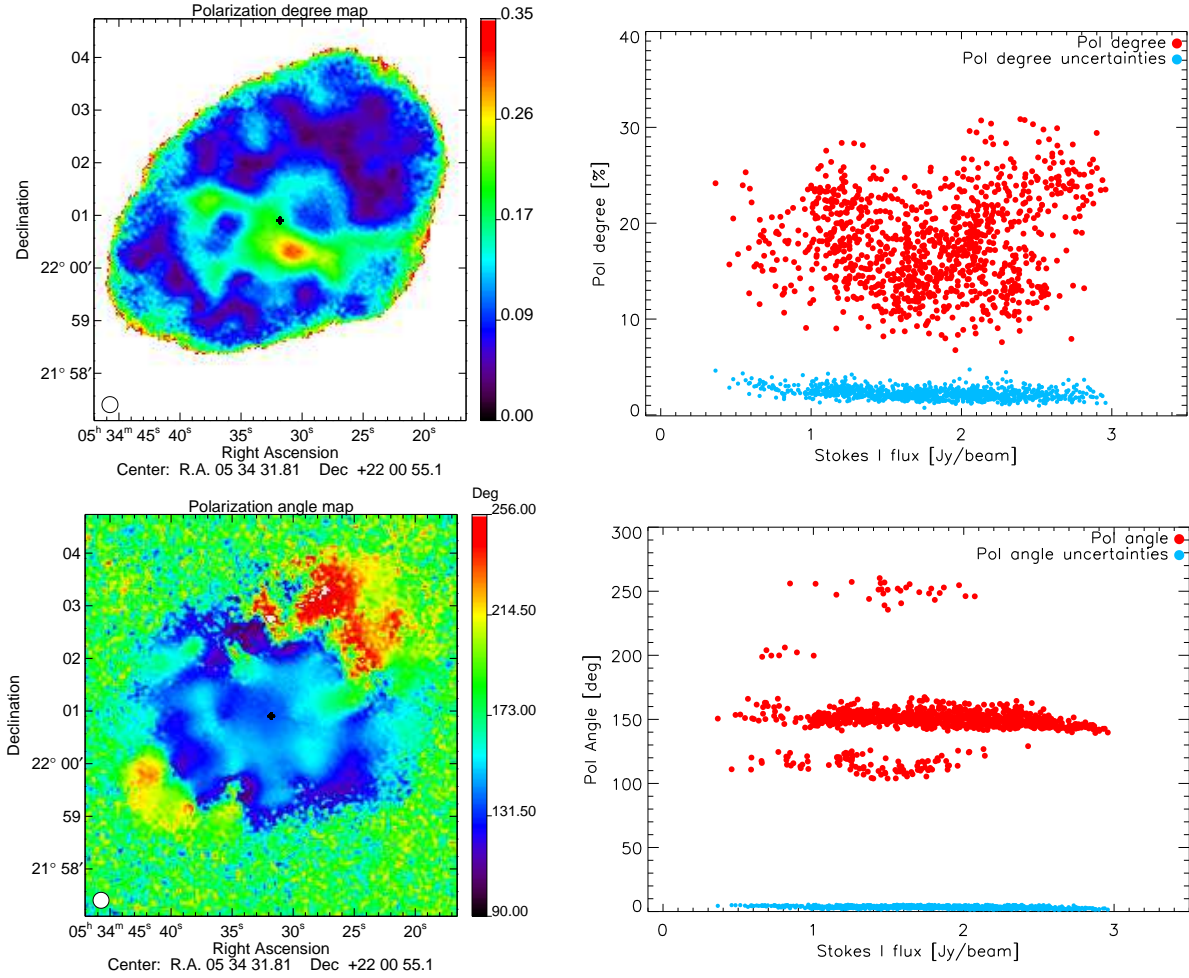 Polarization degree map
0.35
0.26
0.17
0.09
0.00
04
03
02
01
22° 00′
59
21° 58′
Declination
05ʰ 34ᵐ 45ˢ 40ˢ 35ˢ 30ˢ 25ˢ 20ˢ
Right Ascension
Center: R.A. 05 34 31.81 Dec +22 00 55.1
Pol degree
Pol degree uncertainties
40
30
20
10
0
Pol degree [%]
0 1 2 3
Stokes I flux [Jy/beam]
Polarization angle map
Deg
256.00
214.50
173.00
131.50
90.00
04
03
02
01
22° 00′
59
21° 58′
Declination
05ʰ 34ᵐ 45ˢ 40ˢ 35ˢ 30ˢ 25ˢ 20ˢ
Right Ascension
Center: R.A. 05 34 31.81 Dec +22 00 55.1
Pol angle
Pol angle uncertainties
300
250
200
150
100
50
0
Pol Angle [deg]
0 1 2 3
Stokes I flux [Jy/beam]